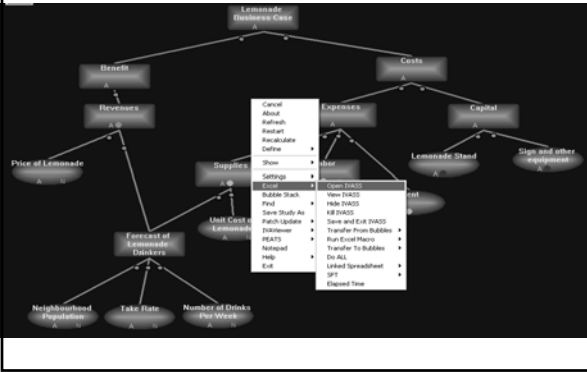 Lemonade
Business Case
A
Benefit
A
Costs
A
Revenues
A
Expenses
Capital
A
Price of Lemonade
A N
Supplies
A
bor
Lemonade Stand
A
Sign and other
equipment
A
ent
Unit Cost o
Lemonade
A
Forecast of
Lemonade
Drinkers
A N
Neighbourhood
Population
A N
Take Rate
A N
Number of Drinks
Per Week
A N
Cancel
About
Refresh
Restart
Recalculate
Define
Show
Settings
Excel
Bubble Stack
Find
Save Study As
Patch Update
IVAViewer
PEATS
Notepad
Help
Exit
Open IVASS
View IVASS
Hide IVASS
Kill IVASS
Save and Exit IVASS
Transfer From Bubbles
Run Excel Macro
Transfer To Bubbles
Do ALL
Linked Spreadsheet
SFT
Elapsed Time